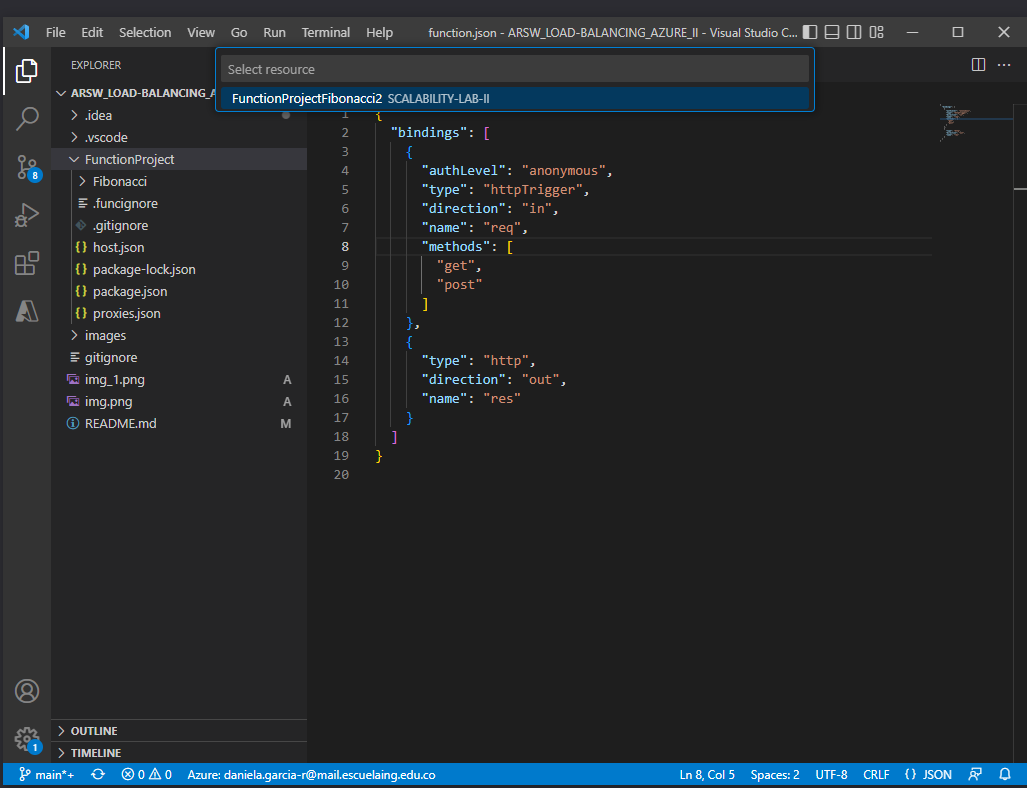 File Edit Selection View Go Run Terminal Help function.json - ARSW_LOAD-BALANCING_AZURE_II - Visual Studio C...
EXPLORER
Select resource
FunctionProjectFibonacci2 SCALABILITY-LAB-II
ARSW_LOAD-BALANCING_A
.idea
.vscode
FunctionProject
Fibonacci
.funcignore
.gitignore
host.json
package-lock.json
package.json
proxies.json
images
gitignore
img_1.png A
img.png A
README.md M
OUTLINE
TIMELINE
8
1
1 {
2 "bindings": [
3 {
4 "authLevel": "anonymous",
5 "type": "httpTrigger",
6 "direction": "in",
7 "name": "req",
8 "methods": [
9 "get",
10 "post"
11 ]
12 },
13 {
14 "type": "http",
15 "direction": "out",
16 "name": "res"
17 }
18 ]
19 }
20
main*+ 0 0 Azure: daniela.garcia-r@mail.escuelaing.edu.co Ln 8, Col 5 Spaces: 2 UTF-8 CRLF {} JSON